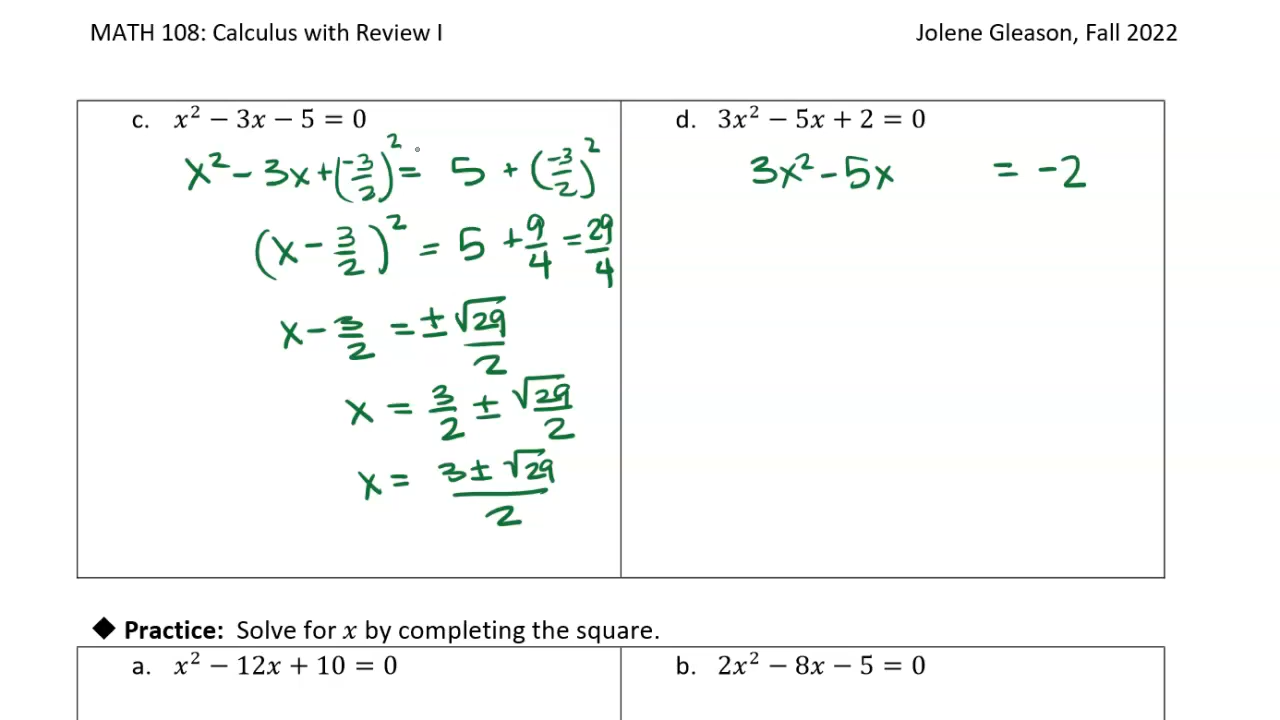 MATH 108: Calculus with Review I
Jolene Gleason, Fall 2022
c. x² − 3x − 5 = 0
x² − 3x + (−3/2)² = 5 + (−3/2)²
(x − 3/2)² = 5 + 9/4 = 29/4
x − 3/2 = ± √29/2
x = 3/2 ± √29/2
x = (3 ± √29)/2
d. 3x² − 5x + 2 = 0
3x² − 5x = −2
◆ Practice: Solve for x by completing the square.
a. x² − 12x + 10 = 0
b. 2x² − 8x − 5 = 0